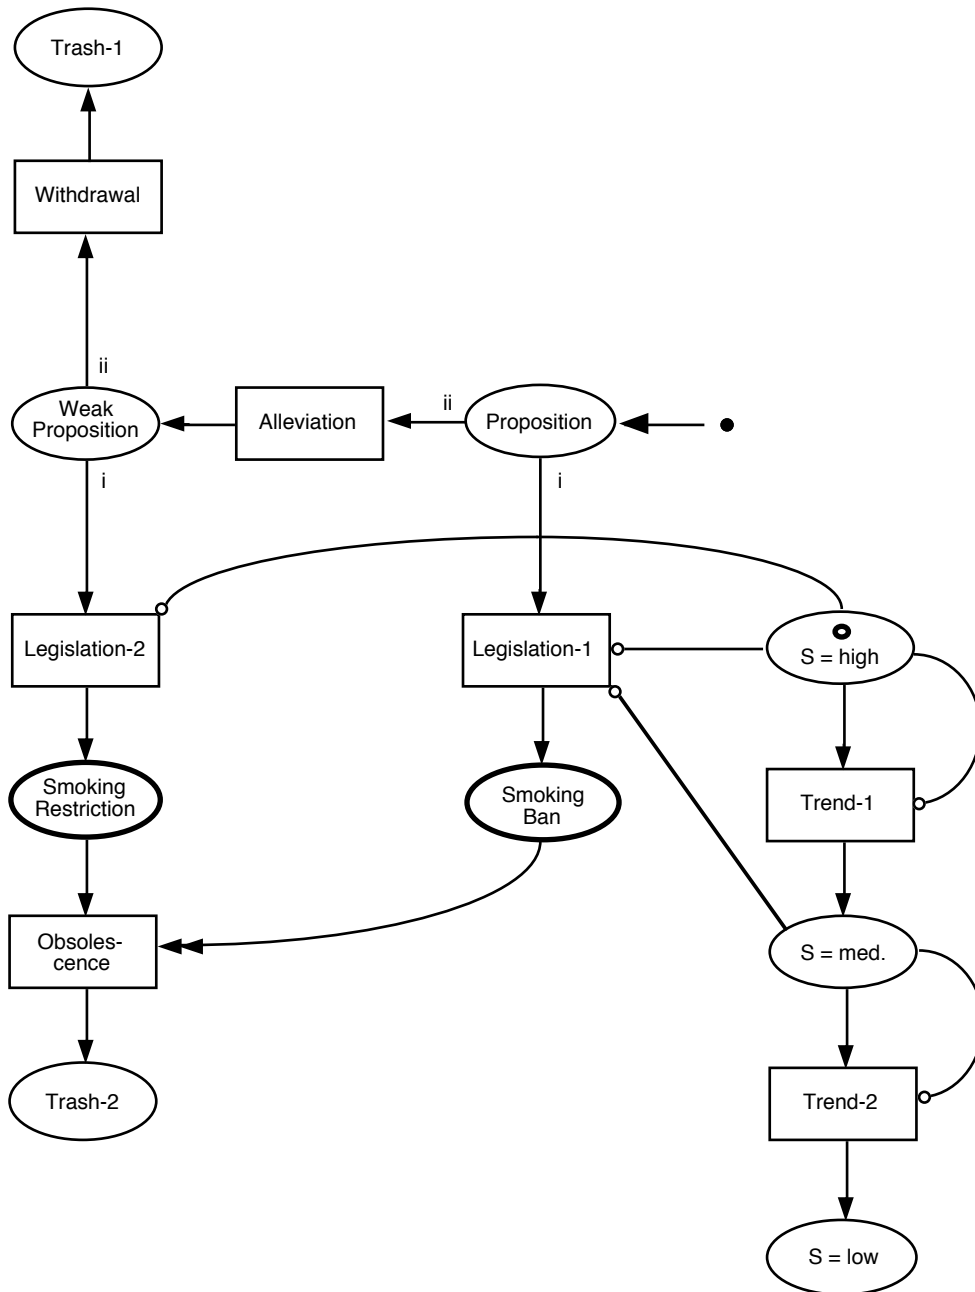 Trash-1
Withdrawal
ii
Weak
Proposition
Alleviation
ii
Proposition
i
i
Legislation-2
Legislation-1
S = high
Smoking
Restriction
Smoking
Ban
Trend-1
Obsoles-
cence
S = med.
Trash-2
Trend-2
S = low